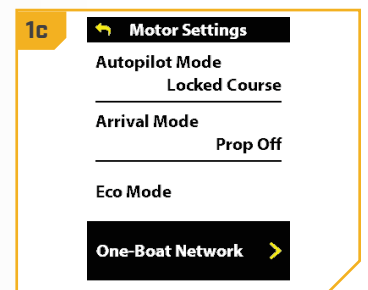 1c
Motor Settings
Autopilot Mode
Locked Course
Arrival Mode
Prop Off
Eco Mode
One-Boat Network